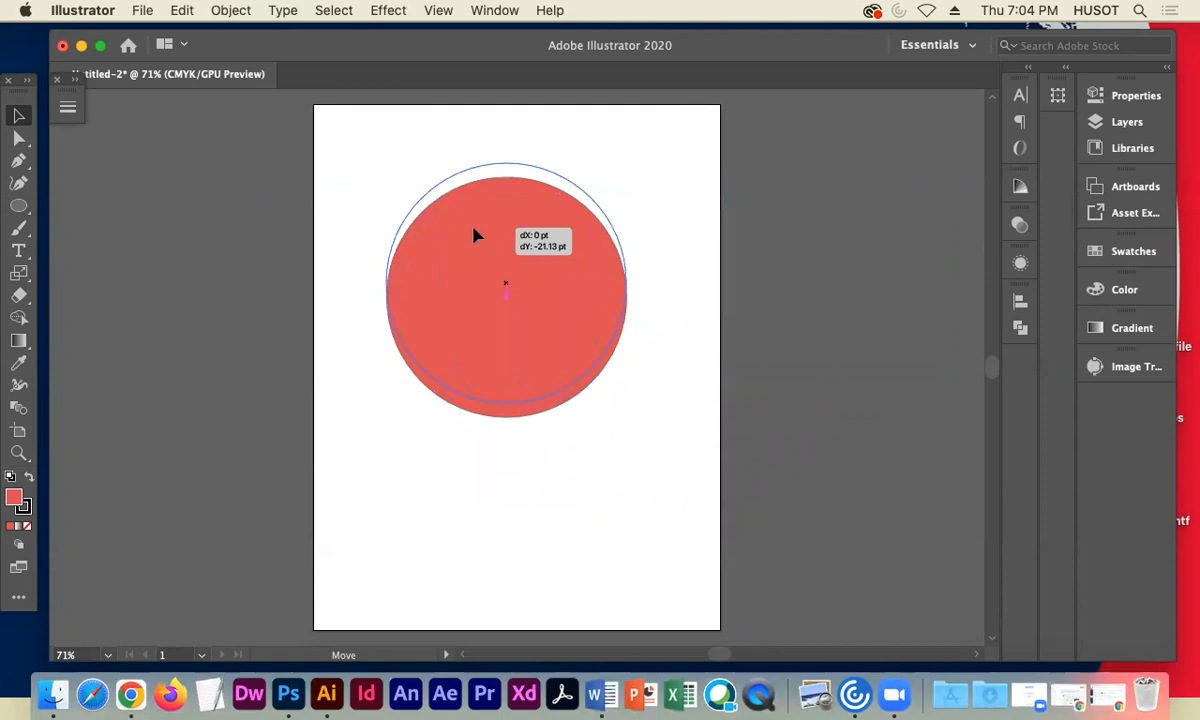 Illustrator File Edit Object Type Select Effect View Window Help Thu 7:04 PM HUSOT
Adobe Illustrator 2020 Essentials Search Adobe Stock
titled-2* @ 71% (CMYK/GPU Preview)
Properties
Layers
Libraries
Artboards
Asset Ex...
Swatches
Color
Gradient
Image Tr...
dX: 0 pt
dY: -21.13 pt
file
s
ntf
71% 1 Move
Dw Ps Ai Id An Ae Pr Xd W P X